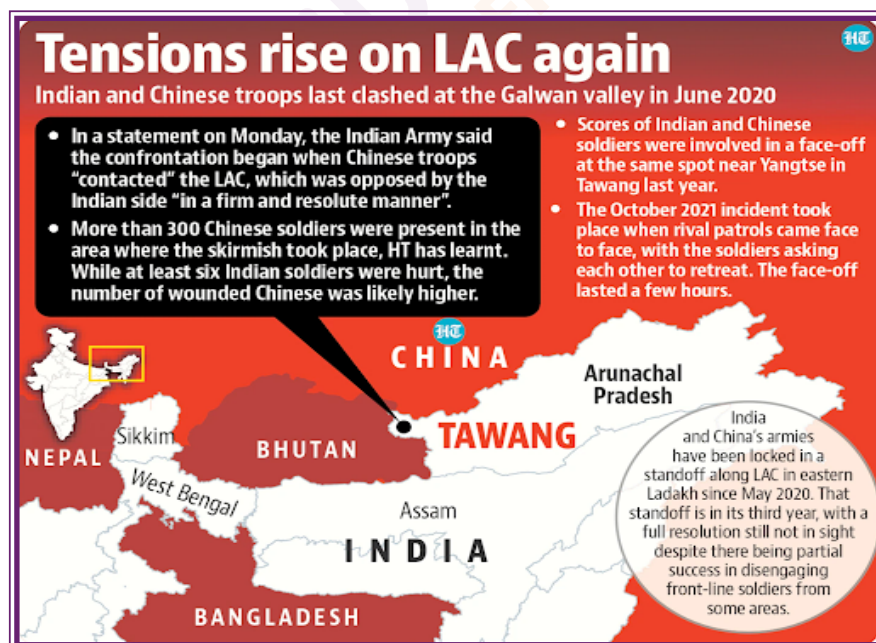 HT
Tensions rise on LAC again
Indian and Chinese troops last clashed at the Galwan valley in June 2020
• In a statement on Monday, the Indian Army said
the confrontation began when Chinese troops
“contacted” the LAC, which was opposed by the
Indian side “in a firm and resolute manner”.
• More than 300 Chinese soldiers were present in the
area where the skirmish took place, HT has learnt.
While at least six Indian soldiers were hurt, the
number of wounded Chinese was likely higher.
• Scores of Indian and Chinese
soldiers were involved in a face-off
at the same spot near Yangtse in
Tawang last year.
• The October 2021 incident took
place when rival patrols came face
to face, with the soldiers asking
each other to retreat. The face-off
lasted a few hours.
HT
CHINA
Arunachal
Pradesh
TAWANG
Sikkim
BHUTAN
NEPAL
West Bengal
Assam
INDIA
BANGLADESH
India
and China’s armies
have been locked in a
standoff along LAC in eastern
Ladakh since May 2020. That
standoff is in its third year, with a
full resolution still not in sight
despite there being partial
success in disengaging
front-line soldiers from
some areas.